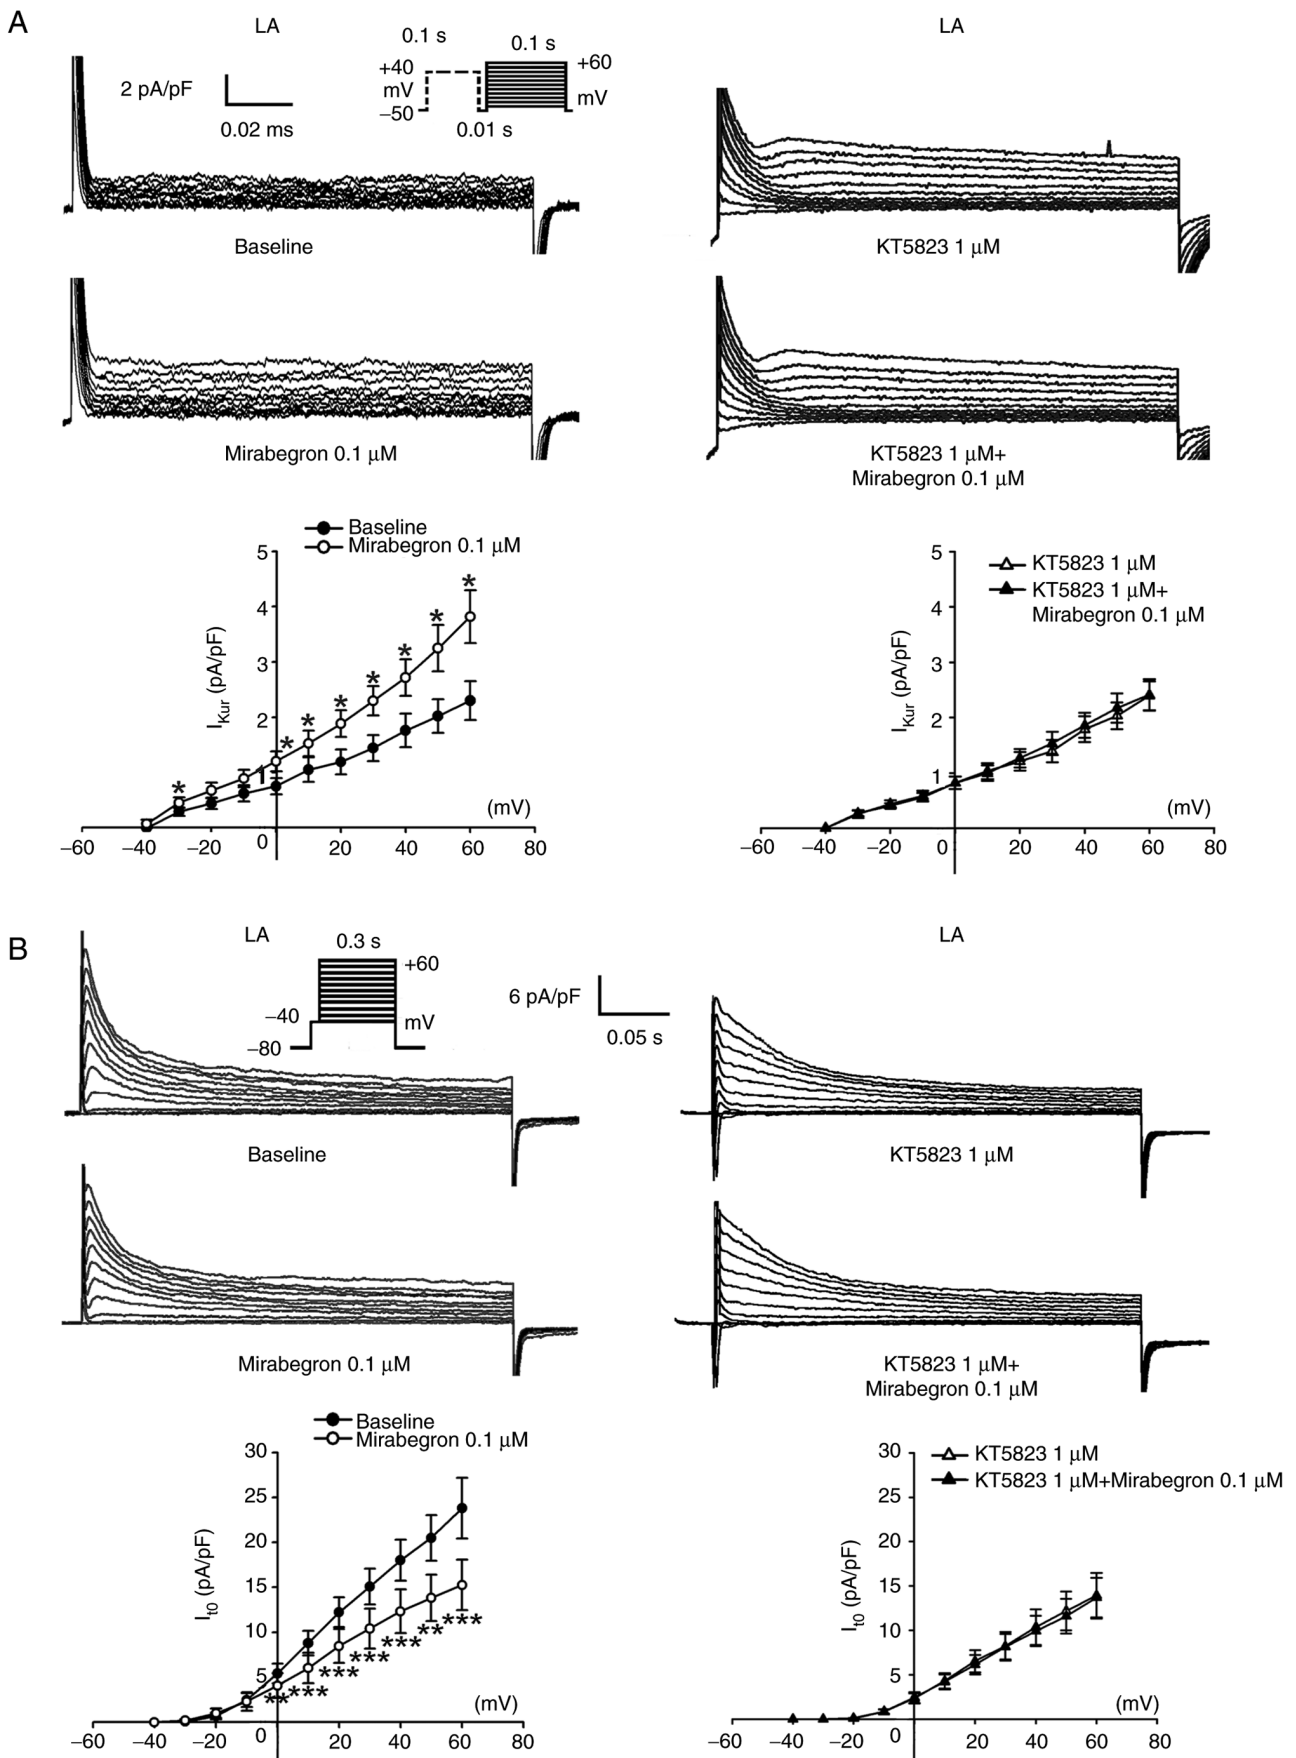 A
LA
2 pA/pF
0.02 ms
0.1 s
0.1 s
+40
mV
−50
+60
mV
0.01 s
Baseline
LA
KT5823 1 μM
Mirabegron 0.1 μM
KT5823 1 μM+
Mirabegron 0.1 μM
Baseline
Mirabegron 0.1 μM
5
4
3
2
1
0
IKur (pA/pF)
* * * * * * * *
(mV)
−60 −40 −20 20 40 60 80
KT5823 1 μM
KT5823 1 μM+
Mirabegron 0.1 μM
5
4
3
2
1
0
IKur (pA/pF)
(mV)
−60 −40 −20 20 40 60 80
B
LA
0.3 s
+60
−40
mV
−80
6 pA/pF
0.05 s
Baseline
LA
KT5823 1 μM
Mirabegron 0.1 μM
KT5823 1 μM+
Mirabegron 0.1 μM
Baseline
Mirabegron 0.1 μM
30
25
20
15
10
5
0
It0 (pA/pF)
** *** *** *** *** ** ***
(mV)
−60 −40 −20 20 40 60 80
KT5823 1 μM
KT5823 1 μM+Mirabegron 0.1 μM
30
25
20
15
10
5
0
It0 (pA/pF)
(mV)
−60 −40 −20 20 40 60 80